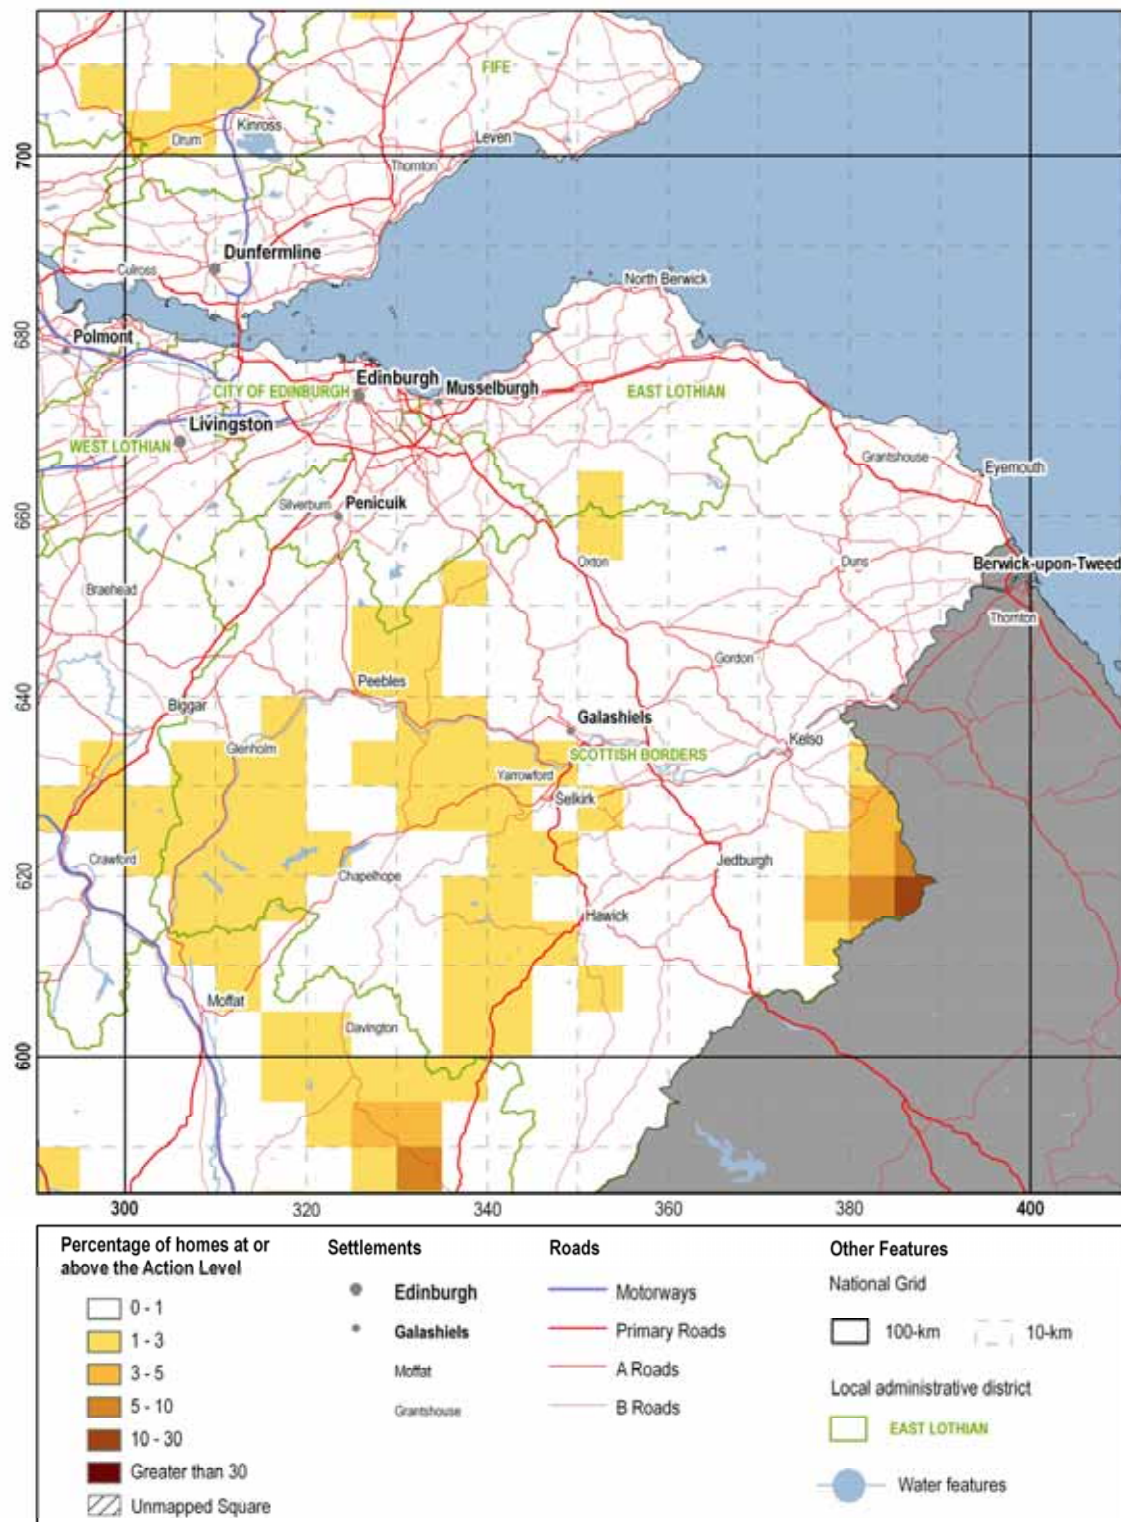 FIFE
Kinross
Drum
Leven
Thornton
700
Dunfermline
Culross
North Berwick
680
Polmont
Edinburgh
CITY OF EDINBURGH
Musselburgh
EAST LOTHIAN
Livingston
WEST LOTHIAN
Grantshouse
Eyemouth
Silverburn
Penicuik
660
Oxton
Duns
Berwick-upon-Tweed
Braehead
Thornton
Gordon
Peebles
640
Biggar
Galashiels
Glenholm
Kelso
SCOTTISH BORDERS
Yarrowford
Selkirk
Crawford
Jedburgh
620
Chapelhope
Hawick
Moffat
Davington
600
300
320
340
360
380
400
Percentage of homes at or
above the Action Level
0 - 1
1 - 3
3 - 5
5 - 10
10 - 30
Greater than 30
Unmapped Square
Settlements
Edinburgh
Galashiels
Moffat
Grantshouse
Roads
Motorways
Primary Roads
A Roads
B Roads
Other Features
National Grid
100-km
10-km
Local administrative district
EAST LOTHIAN
Water features